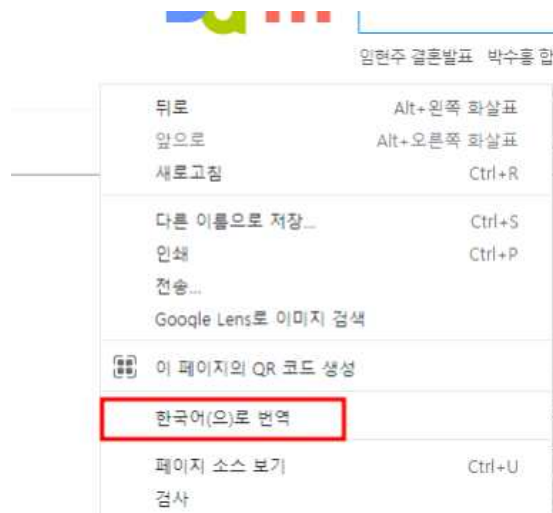 임현주 결혼발표 박수홍 합
뒤로 Alt+왼쪽 화살표
앞으로 Alt+오른쪽 화살표
새로고침 Ctrl+R
다른 이름으로 저장... Ctrl+S
인쇄 Ctrl+P
전송...
Google Lens로 이미지 검색
이 페이지의 QR 코드 생성
한국어(으)로 번역
페이지 소스 보기 Ctrl+U
검사